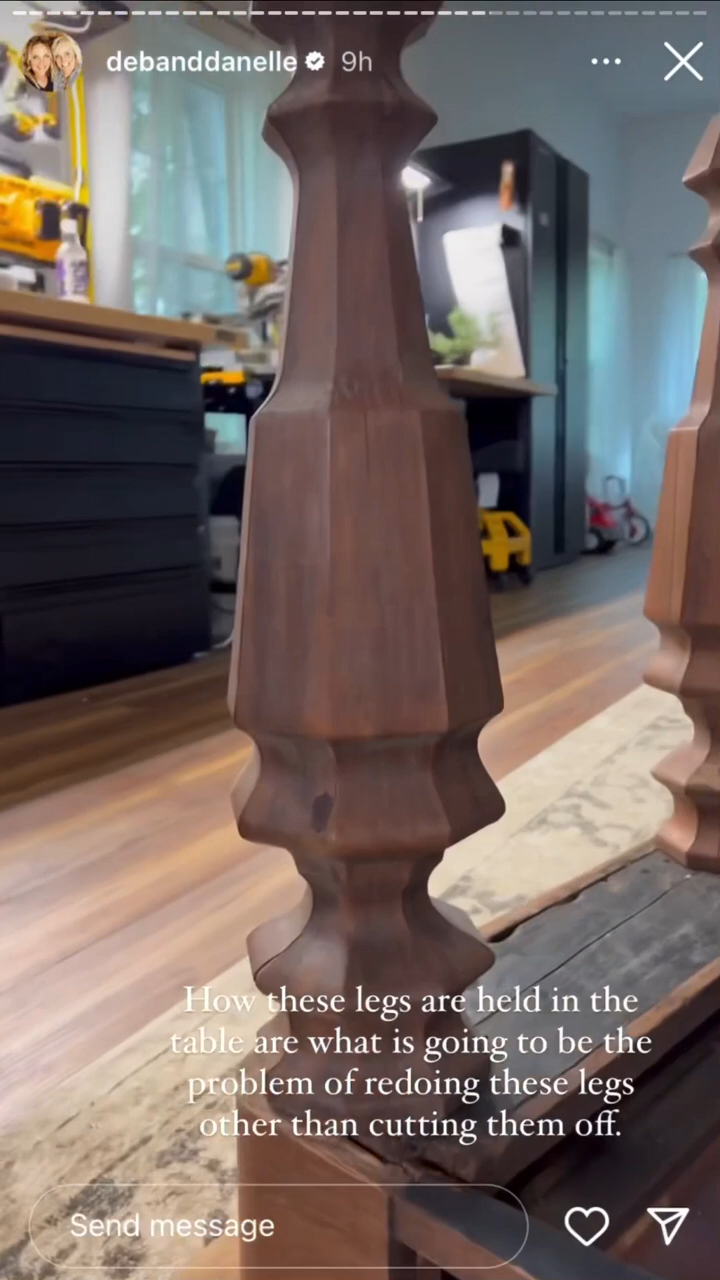 debanddanelle 9h
How these legs are held in the
table are what is going to be the
problem of redoing these legs
other than cutting them off.
Send message